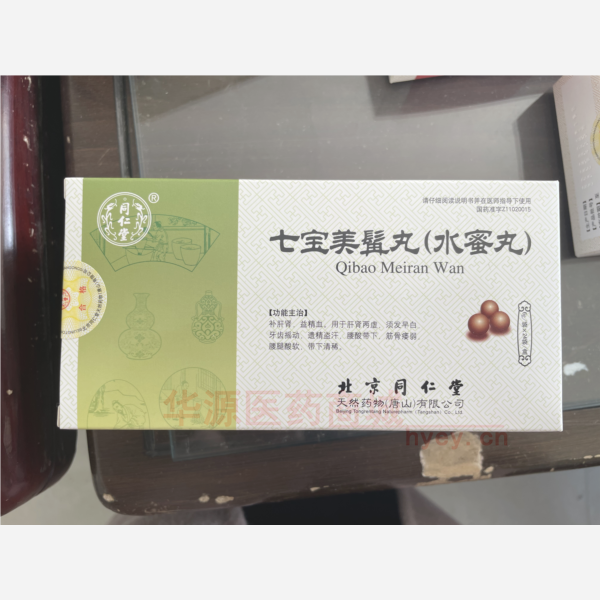 同仁堂
®
请仔细阅读说明书并在医师指导下使用
国药准字Z11020015
七宝美髯丸(水蜜丸)
Qibao Meiran Wan
【功能主治】
补肝肾，益精血。用于肝肾两虚，须发早白，
牙齿摇动，遗精盗汗，腰酸带下，筋骨痿弱，
腰腿酸软，带下清稀。
合格
北京同仁堂
天然药物(唐山)有限公司
华源医药商城
hyey.cn